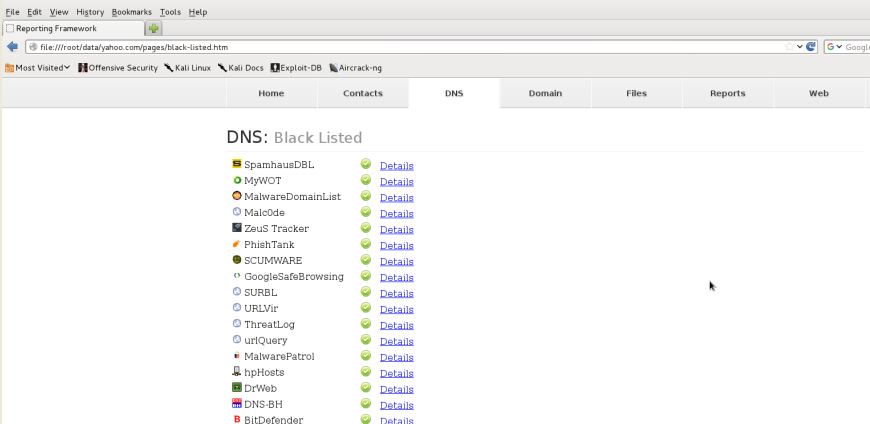 File Edit View History Bookmarks Tools Help
Reporting Framework
file:///root/data/yahoo.com/pages/black-listed.htm
Google
Most Visited Offensive Security Kali Linux Kali Docs Exploit-DB Aircrack-ng
Home Contacts DNS Domain Files Reports Web
DNS: Black Listed
SpamhausDBL Details
MyWOT Details
MalwareDomainList Details
Malc0de Details
ZeuS Tracker Details
PhishTank Details
SCUMWARE Details
GoogleSafeBrowsing Details
SURBL Details
URLVir Details
ThreatLog Details
urlQuery Details
MalwarePatrol Details
hpHosts Details
DrWeb Details
DNS-BH Details
BitDefender Details